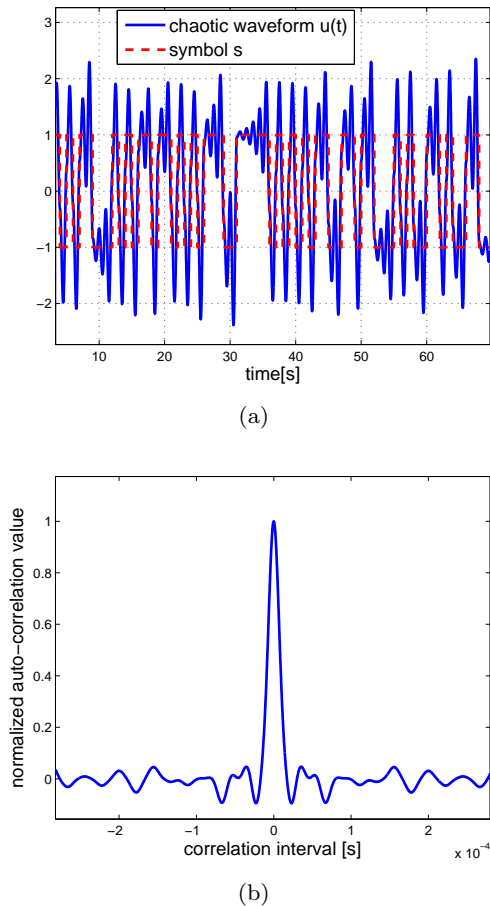 chaotic waveform u(t)
symbol s
3
2
1
0
−1
−2
10 20 30 40 50 60
time[s]
(a)
normalized auto−correlation value
1
0.8
0.6
0.4
0.2
0
−2 −1 0 1 2
x 10⁻⁴
correlation interval [s]
(b)